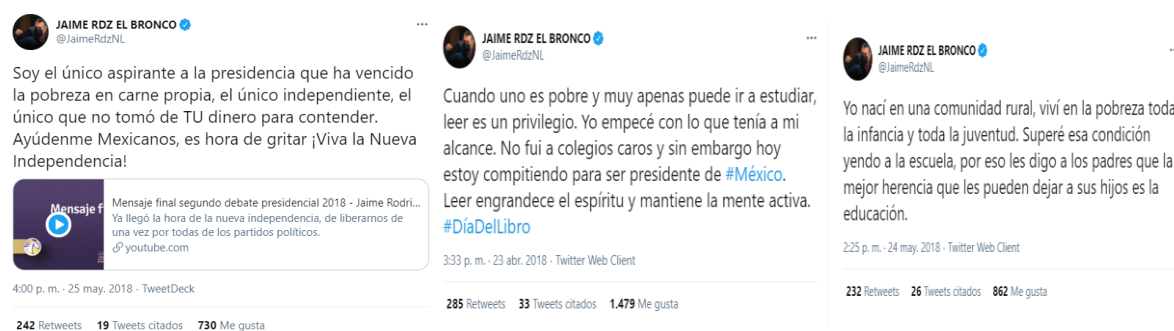 JAIME RDZ EL BRONCO
@JaimeRdzNL
Soy el único aspirante a la presidencia que ha vencido
la pobreza en carne propia, el único independiente, el
único que no tomó de TU dinero para contender.
Ayúdenme Mexicanos, es hora de gritar ¡Viva la Nueva
Independencia!
Mensaje f
Mensaje final segundo debate presidencial 2018 - Jaime Rodri...
Ya llegó la hora de la nueva independencia, de liberarnos de
una vez por todas de los partidos políticos.
youtube.com
4:00 p. m. · 25 may. 2018 · TweetDeck
242 Retweets 19 Tweets citados 730 Me gusta
JAIME RDZ EL BRONCO
@JaimeRdzNL
Cuando uno es pobre y muy apenas puede ir a estudiar,
leer es un privilegio. Yo empecé con lo que tenía a mi
alcance. No fui a colegios caros y sin embargo hoy
estoy compitiendo para ser presidente de #México.
Leer engrandece el espíritu y mantiene la mente activa.
#DíaDelLibro
3:33 p. m. · 23 abr. 2018 · Twitter Web Client
285 Retweets 33 Tweets citados 1.479 Me gusta
JAIME RDZ EL BRONCO
@JaimeRdzNL
Yo nací en una comunidad rural, viví en la pobreza toda
la infancia y toda la juventud. Superé esa condición
yendo a la escuela, por eso les digo a los padres que la
mejor herencia que les pueden dejar a sus hijos es la
educación.
2:25 p. m. · 24 may. 2018 · Twitter Web Client
232 Retweets 26 Tweets citados 862 Me gusta